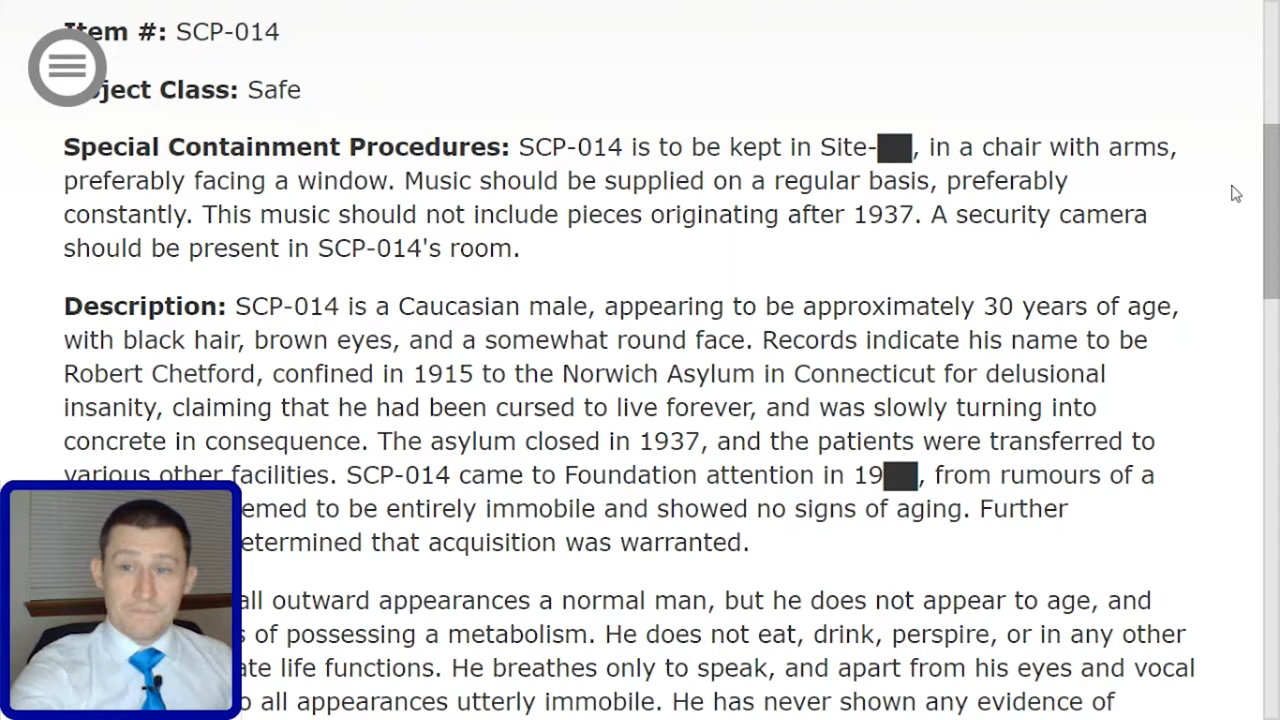 Item #: SCP-014
Object Class: Safe
Special Containment Procedures: SCP-014 is to be kept in Site-██, in a chair with arms,
preferably facing a window. Music should be supplied on a regular basis, preferably
constantly. This music should not include pieces originating after 1937. A security camera
should be present in SCP-014's room.
Description: SCP-014 is a Caucasian male, appearing to be approximately 30 years of age,
with black hair, brown eyes, and a somewhat round face. Records indicate his name to be
Robert Chetford, confined in 1915 to the Norwich Asylum in Connecticut for delusional
insanity, claiming that he had been cursed to live forever, and was slowly turning into
concrete in consequence. The asylum closed in 1937, and the patients were transferred to
various other facilities. SCP-014 came to Foundation attention in 19██, from rumours of a
to be entirely immobile and showed no signs of aging. Further
determined that acquisition was warranted.
all outward appearances a normal man, but he does not appear to age, and
of possessing a metabolism. He does not eat, drink, perspire, or in any other
life functions. He breathes only to speak, and apart from his eyes and vocal
all appearances utterly immobile. He has never shown any evidence of